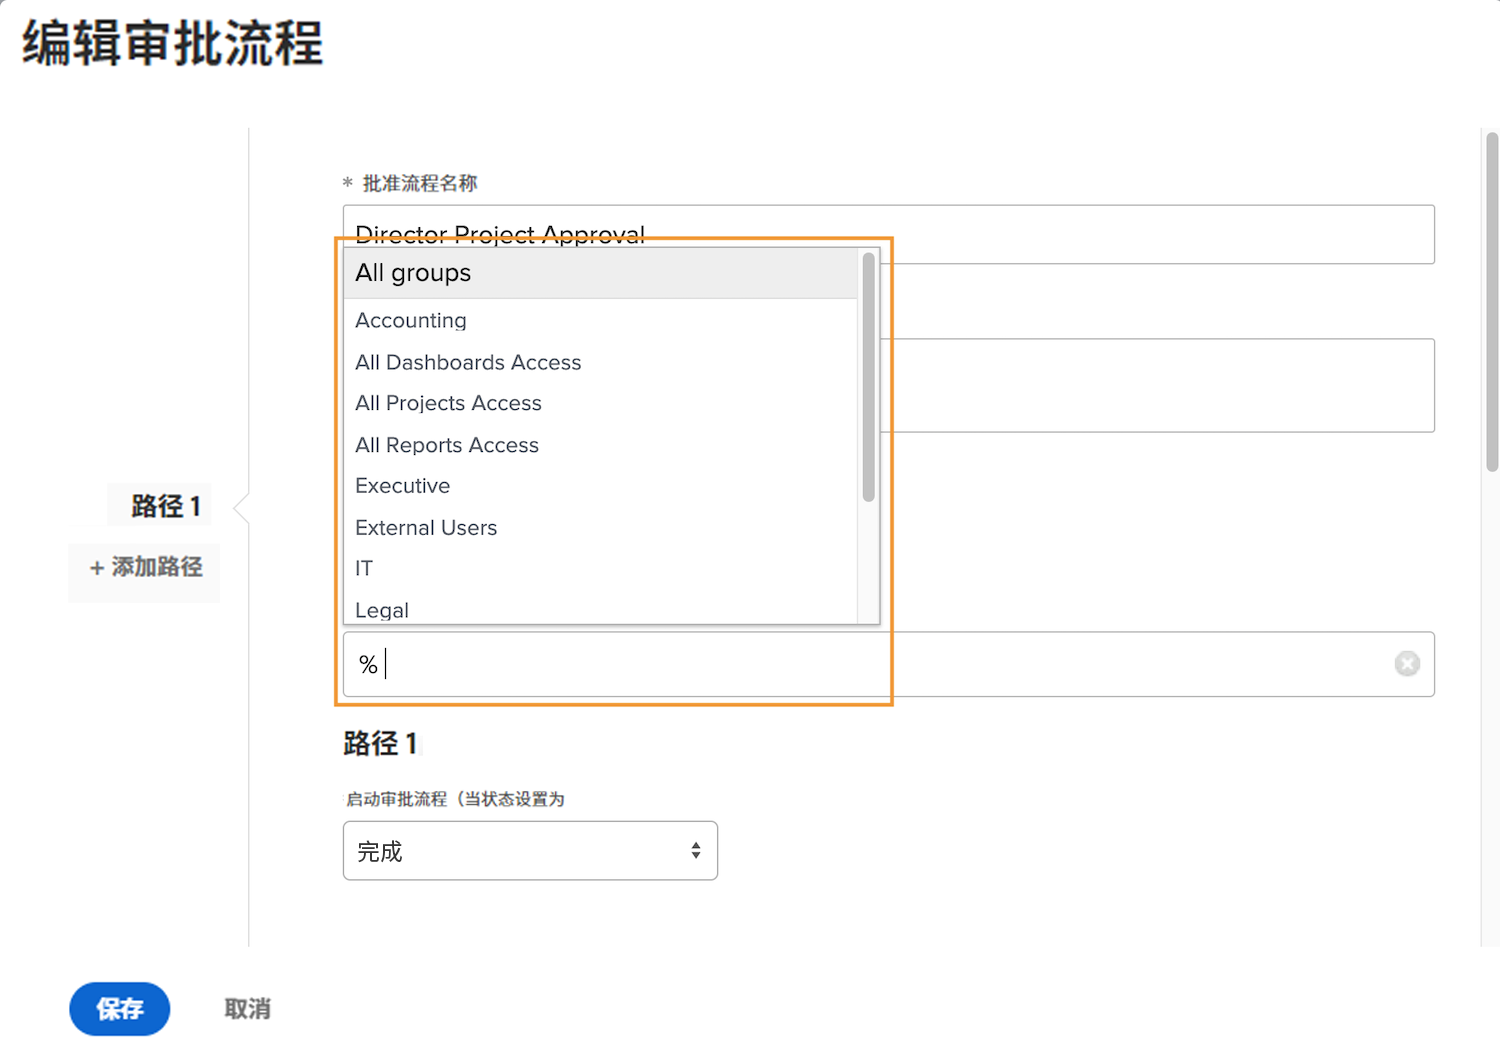 编辑审批流程
* 批准流程名称
Director Project Approval
All groups
Accounting
All Dashboards Access
All Projects Access
All Reports Access
Executive
External Users
IT
Legal
路径 1
+ 添加路径
%
路径 1
启动审批流程（当状态设置为
完成
保存
取消